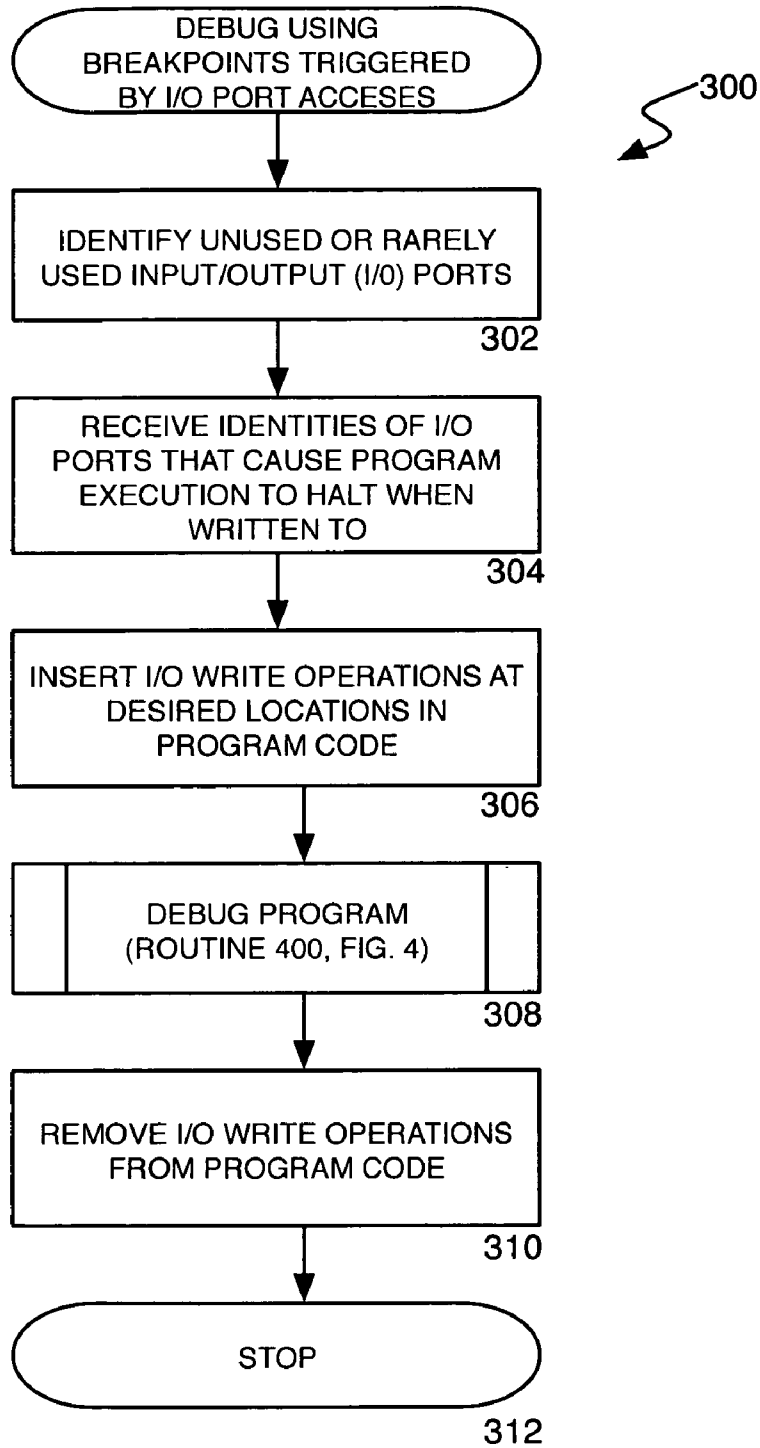 DEBUG USING
BREAKPOINTS TRIGGERED
BY I/O PORT ACCESES
300
IDENTIFY UNUSED OR RARELY
USED INPUT/OUTPUT (I/0) PORTS
302
RECEIVE IDENTITIES OF I/O
PORTS THAT CAUSE PROGRAM
EXECUTION TO HALT WHEN
WRITTEN TO
304
INSERT I/O WRITE OPERATIONS AT
DESIRED LOCATIONS IN
PROGRAM CODE
306
DEBUG PROGRAM
(ROUTINE 400, FIG. 4)
308
REMOVE I/O WRITE OPERATIONS
FROM PROGRAM CODE
310
STOP
312